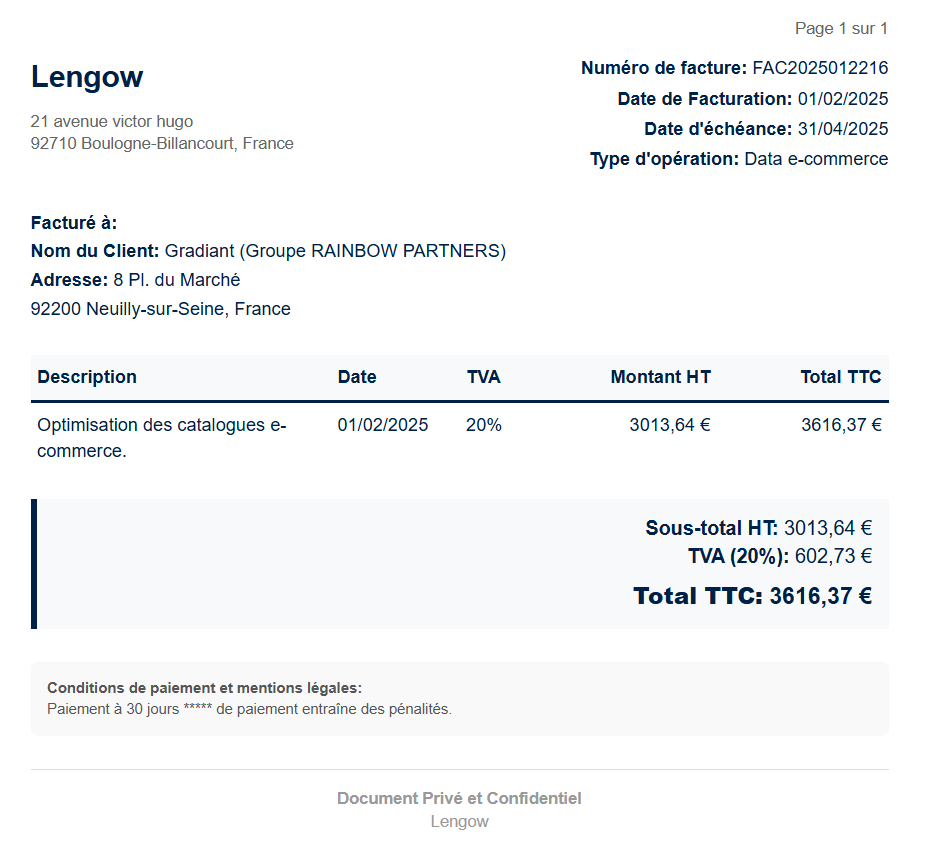 Page 1 sur 1
Lengow
21 avenue victor hugo
92710 Boulogne-Billancourt, France
Numéro de facture: FAC2025012216
Date de Facturation: 01/02/2025
Date d'échéance: 31/04/2025
Type d'opération: Data e-commerce
Facturé à:
Nom du Client: Gradiant (Groupe RAINBOW PARTNERS)
Adresse: 8 Pl. du Marché
92200 Neuilly-sur-Seine, France
Description Date TVA Montant HT Total TTC
Optimisation des catalogues e- 01/02/2025 20% 3013,64 € 3616,37 €
commerce.
Sous-total HT: 3013,64 €
TVA (20%): 602,73 €
Total TTC: 3616,37 €
Conditions de paiement et mentions légales:
Paiement à 30 jours ***** de paiement entraîne des pénalités.
Document Privé et Confidentiel
Lengow